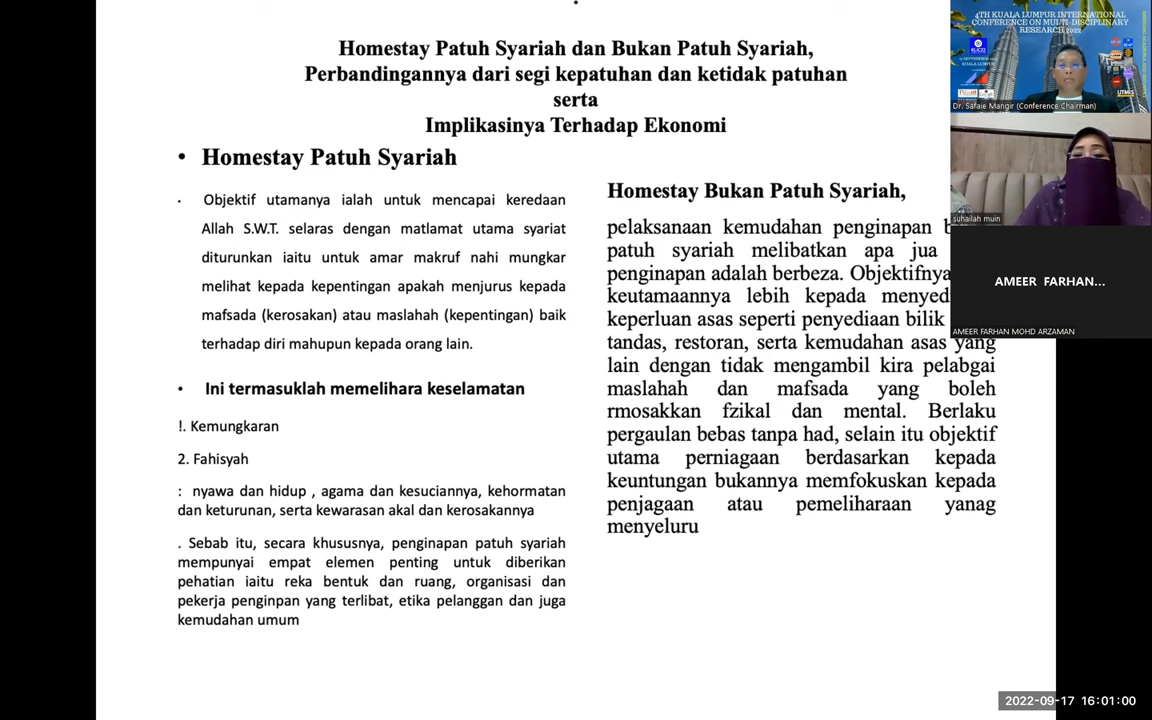 Homestay Patuh Syariah dan Bukan Patuh Syariah,
Perbandingannya dari segi kepatuhan dan ketidak patuhan
serta
Implikasinya Terhadap Ekonomi
• Homestay Patuh Syariah
• Objektif utamanya ialah untuk mencapai keredaan
Allah S.W.T. selaras dengan matlamat utama syariat
diturunkan iaitu untuk amar makruf nahi mungkar
melihat kepada kepentingan apakah menjurus kepada
mafsada (kerosakan) atau maslahah (kepentingan) baik
terhadap diri mahupun kepada orang lain.
• Ini termasuklah memelihara keselamatan
!. Kemungkaran
2. Fahisyah
: nyawa dan hidup , agama dan kesuciannya, kehormatan
dan keturunan, serta kewarasan akal dan kerosakannya
. Sebab itu, secara khususnya, penginapan patuh syariah
mempunyai empat elemen penting untuk diberikan
pehatian iaitu reka bentuk dan ruang, organisasi dan
pekerja penginpan yang terlibat, etika pelanggan dan juga
kemudahan umum
Homestay Bukan Patuh Syariah,
pelaksanaan kemudahan penginapan
patuh syariah melibatkan apa jua
penginapan adalah berbeza. Objektifnya
keutamaannya lebih kepada
keperluan asas seperti penyediaan bilik
tandas, restoran, serta kemudahan asas yang
lain dengan tidak mengambil kira pelabgai
maslahah dan mafsada yang boleh
rmosakkan fzikal dan mental. Berlaku
pergaulan bebas tanpa had, selain itu objektif
utama perniagaan berdasarkan kepada
keuntungan bukannya memfokuskan kepada
penjagaan atau pemeliharaan yanag
menyeluru
4TH KUALA LUMPUR INTERNATIONAL
CONFERENCE ON MULTI-DISCIPLINARY
RESEARCH 2022
Dr. Safaie Mangir (Conference Chairman)
suhailah muin
AMEER FARHAN...
AMEER FARHAN MOHD ARZAMAN
2022-09-17 16:01:00